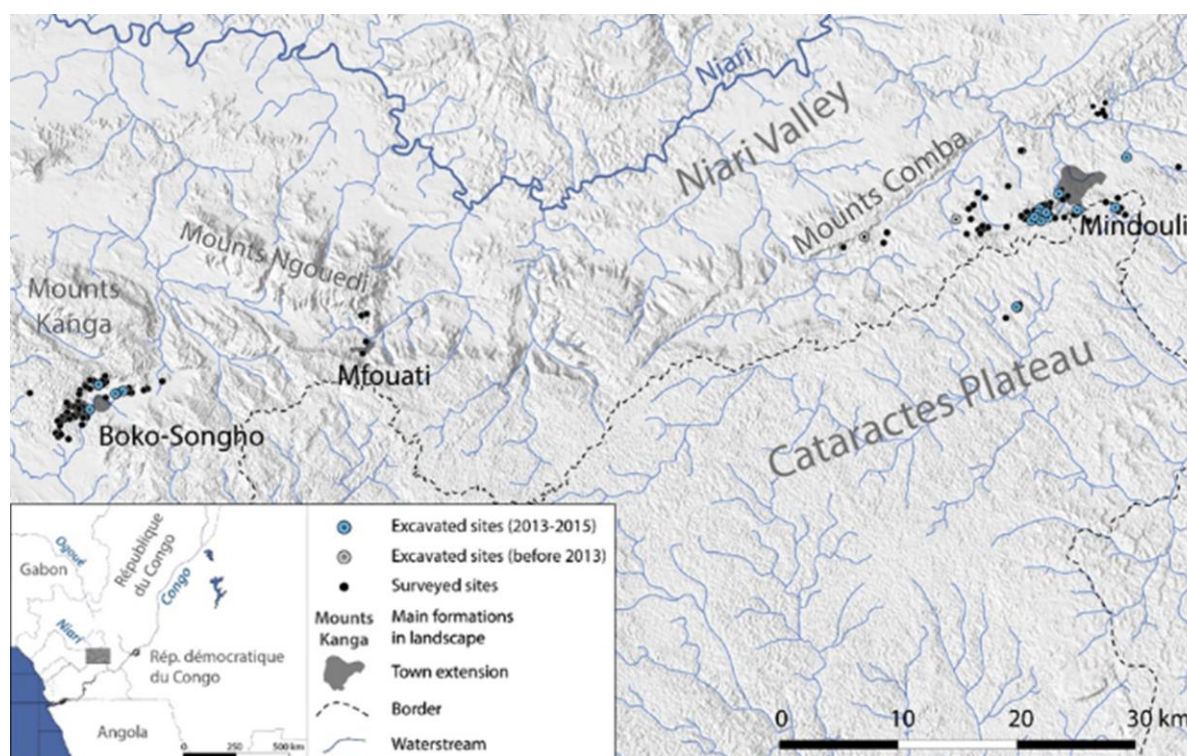 Niari
Niari Valley
Mounts Comba
Mindouli
Mounts Ngouedi
Mounts
Kanga
Mfouati
Boko-Songho
Cataractes Plateau
Gabon
Ogoué
République
du Congo
Congo
Niari
Rép. démocratique
du Congo
Angola
0 250 500 km
Excavated sites (2013-2015)
Excavated sites (before 2013)
Surveyed sites
Mounts
Kanga
Main formations
in landscape
Town extension
Border
Waterstream
0 10 20 30 km